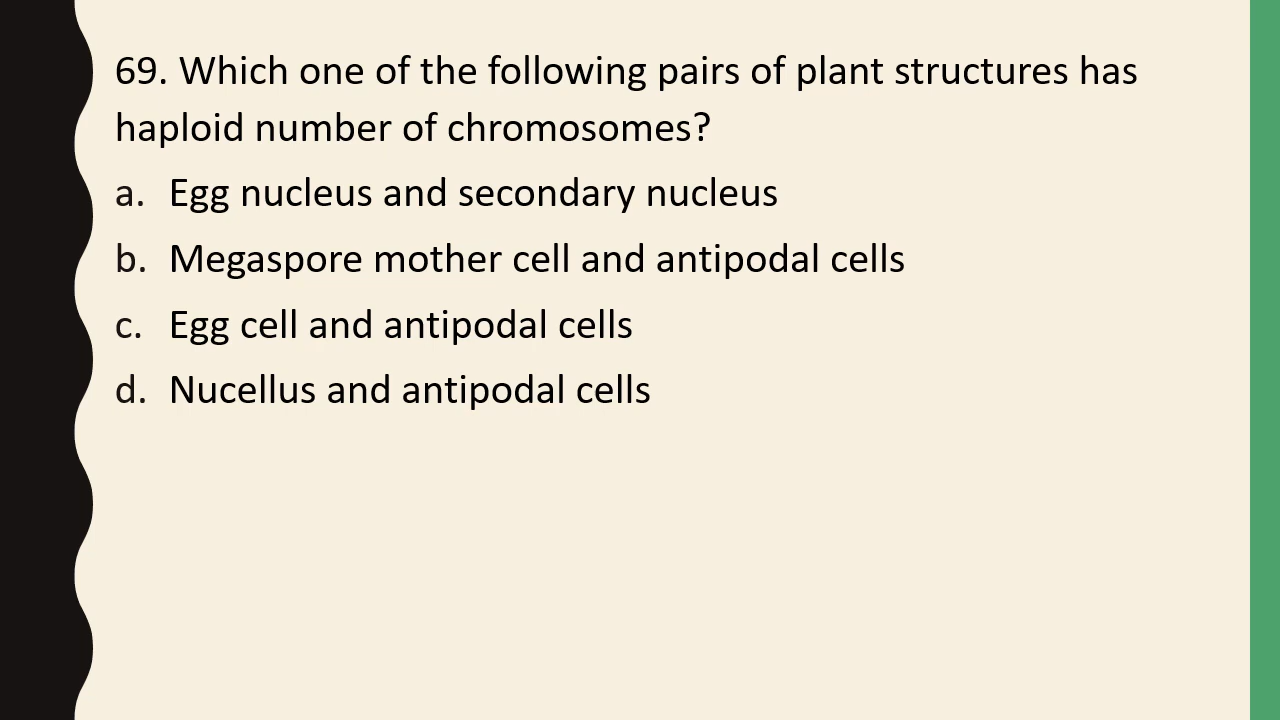 69. Which one of the following pairs of plant structures has
haploid number of chromosomes?
a. Egg nucleus and secondary nucleus
b. Megaspore mother cell and antipodal cells
c. Egg cell and antipodal cells
d. Nucellus and antipodal cells